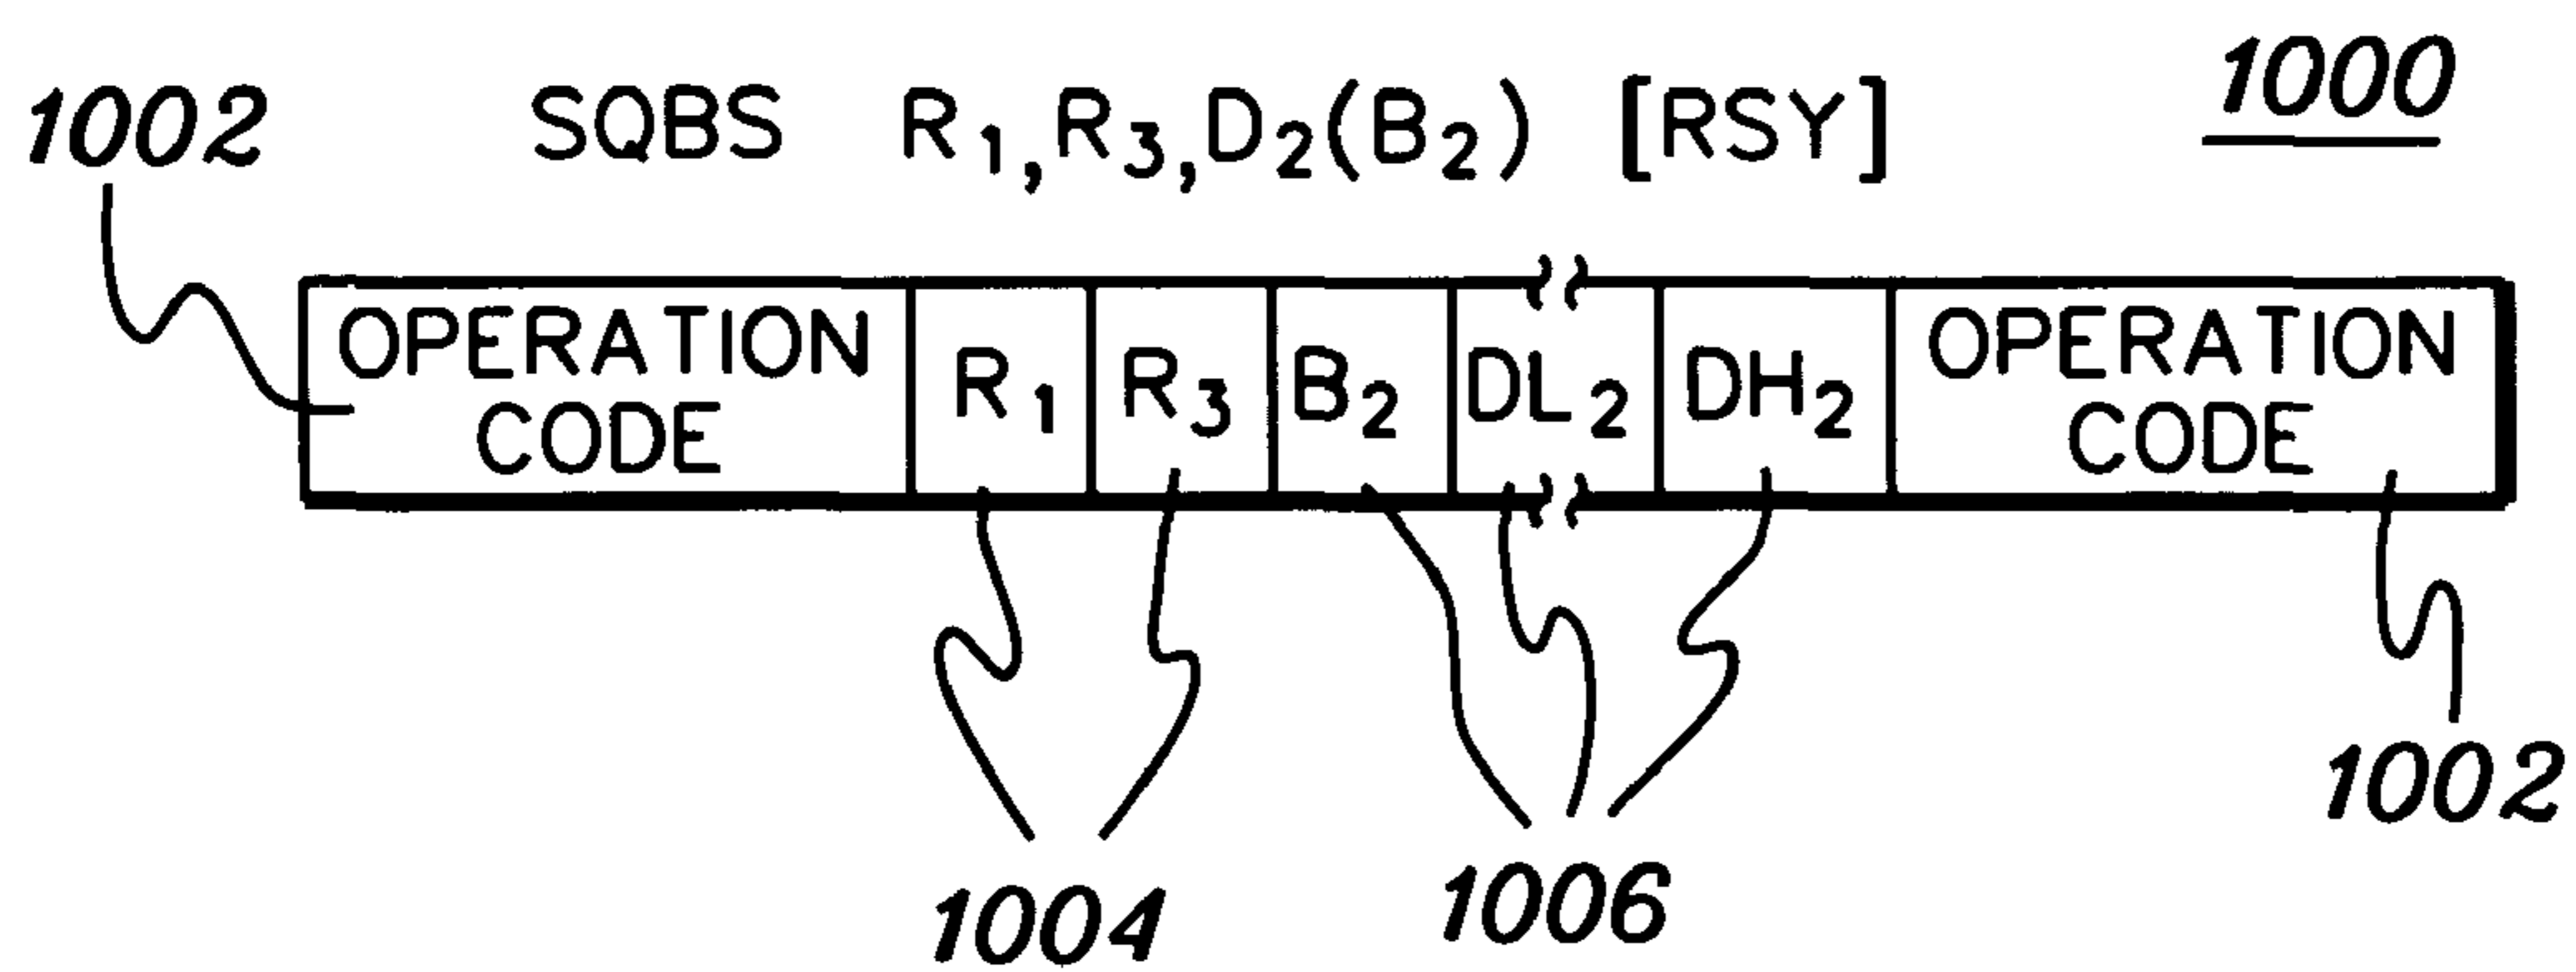 1002 SQBS R1,R3,D2(B2) [RSY] 1000
OPERATION CODE R1 R3 B2 DL2 DH2 OPERATION CODE
1002
1004 1006